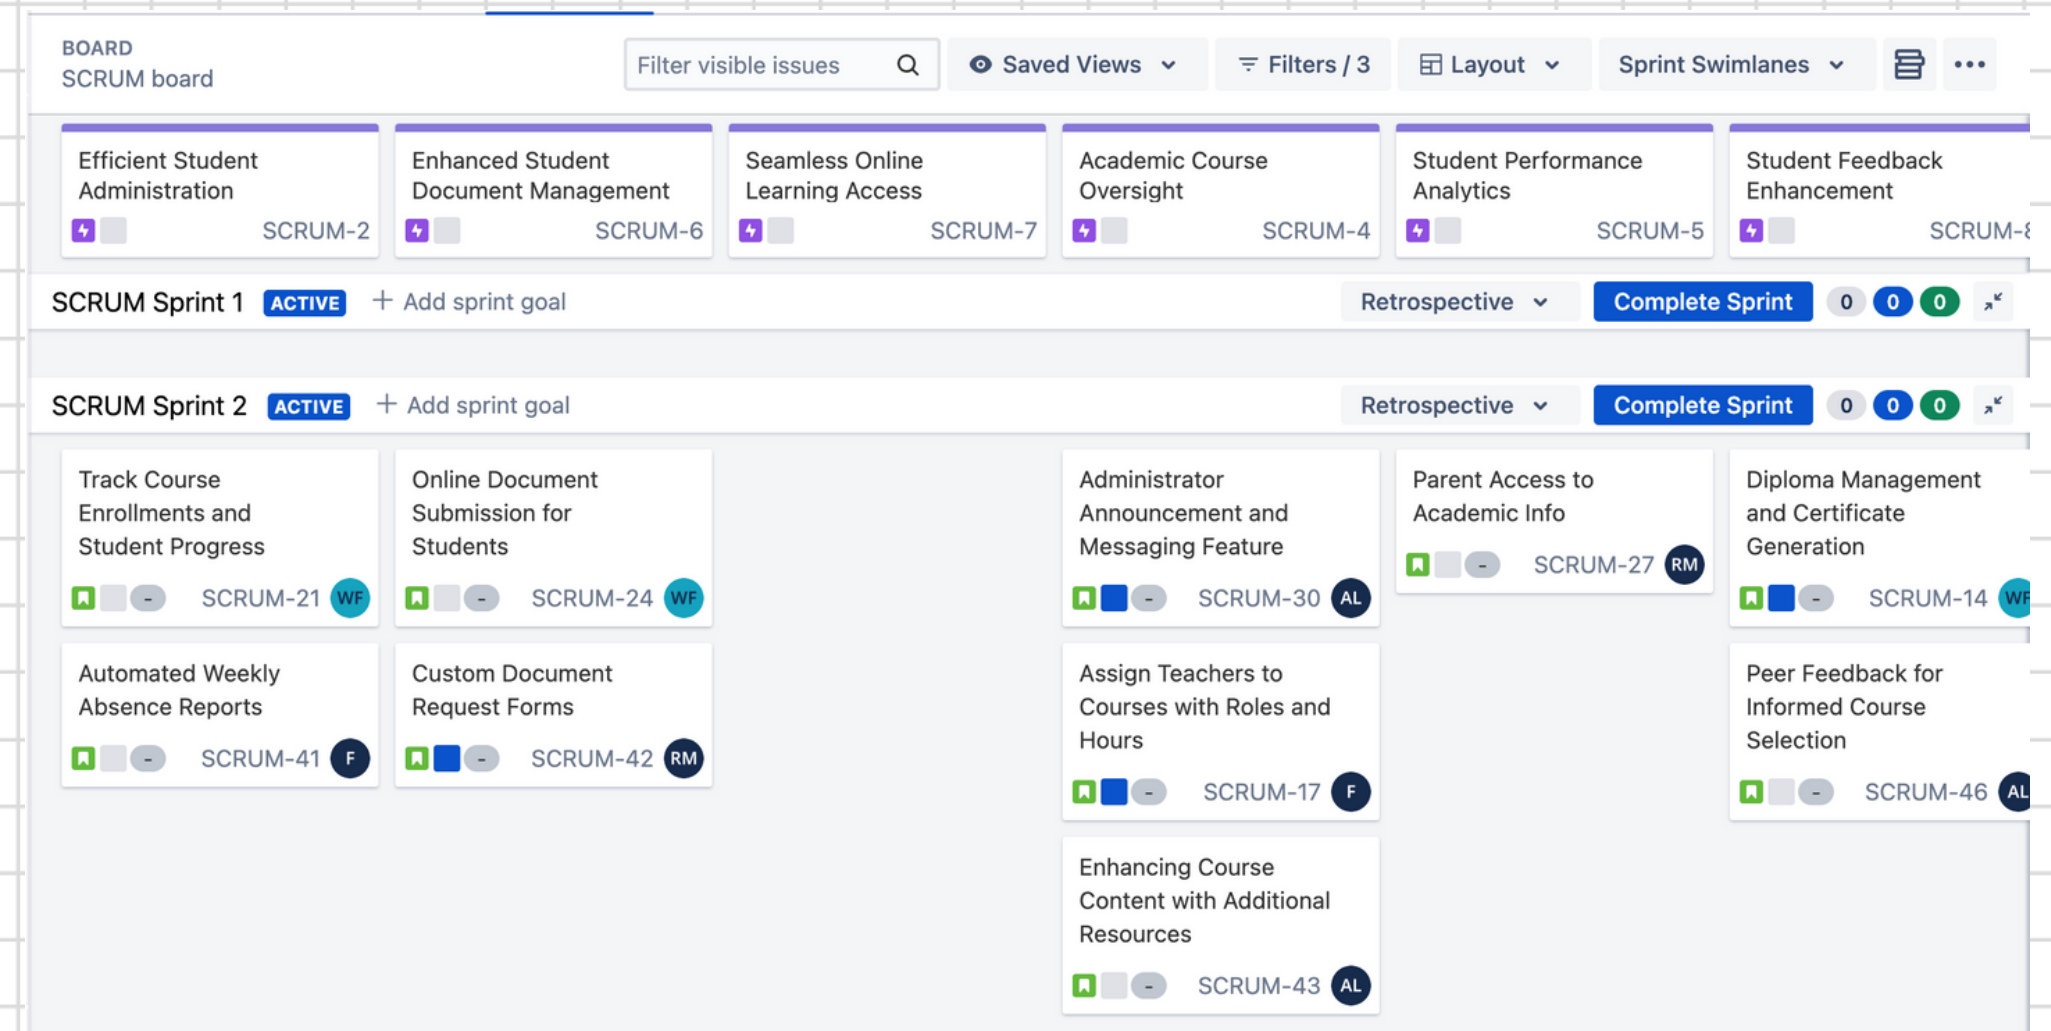 BOARD
SCRUM board
Filter visible issues
Saved Views
Filters / 3
Layout
Sprint Swimlanes
Efficient Student
Administration
SCRUM-2
Enhanced Student
Document Management
SCRUM-6
Seamless Online
Learning Access
SCRUM-7
Academic Course
Oversight
SCRUM-4
Student Performance
Analytics
SCRUM-5
Student Feedback
Enhancement
SCRUM-
SCRUM Sprint 1 ACTIVE + Add sprint goal
Retrospective
Complete Sprint
0 0 0
SCRUM Sprint 2 ACTIVE + Add sprint goal
Retrospective
Complete Sprint
0 0 0
Track Course
Enrollments and
Student Progress
- SCRUM-21 WF
Online Document
Submission for
Students
- SCRUM-24 WF
Administrator
Announcement and
Messaging Feature
- SCRUM-30 AL
Parent Access to
Academic Info
- SCRUM-27 RM
Diploma Management
and Certificate
Generation
- SCRUM-14 WF
Automated Weekly
Absence Reports
- SCRUM-41 F
Custom Document
Request Forms
- SCRUM-42 RM
Assign Teachers to
Courses with Roles and
Hours
- SCRUM-17 F
Peer Feedback for
Informed Course
Selection
- SCRUM-46 AL
Enhancing Course
Content with Additional
Resources
- SCRUM-43 AL